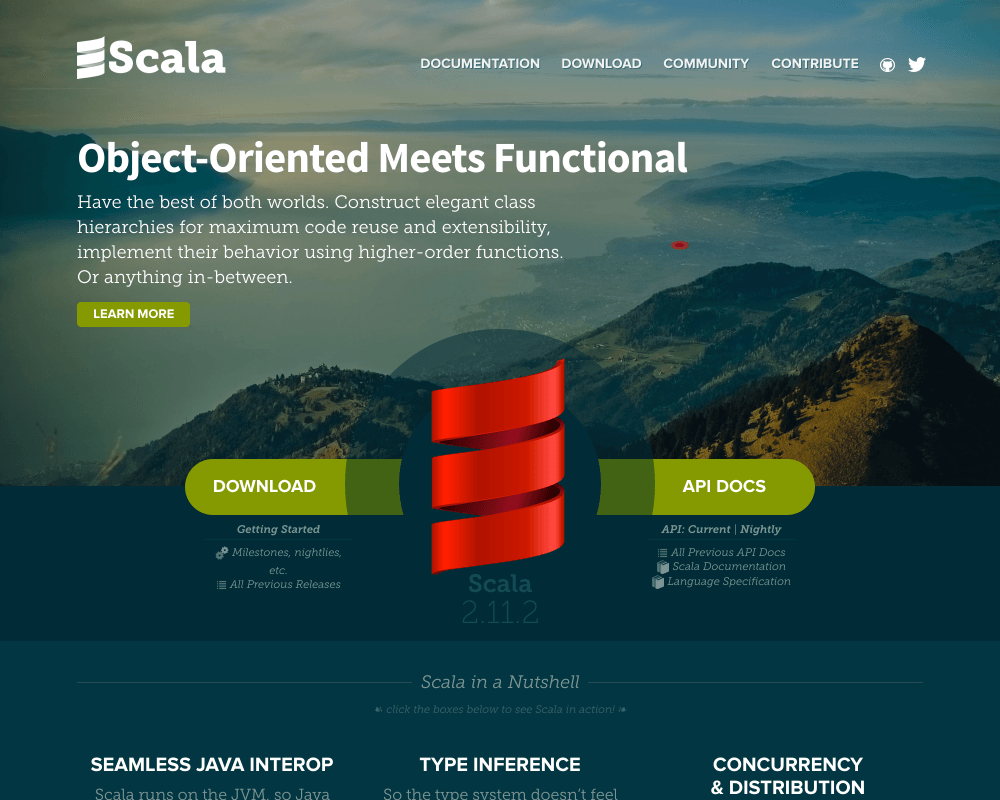 Scala
DOCUMENTATION DOWNLOAD COMMUNITY CONTRIBUTE
Object-Oriented Meets Functional
Have the best of both worlds. Construct elegant class
hierarchies for maximum code reuse and extensibility,
implement their behavior using higher-order functions.
Or anything in-between.
LEARN MORE
DOWNLOAD
Getting Started
Milestones, nightlies,
etc.
All Previous Releases
API DOCS
API: Current | Nightly
All Previous API Docs
Scala Documentation
Language Specification
Scala
2.11.2
Scala in a Nutshell
☙ click the boxes below to see Scala in action! ❧
SEAMLESS JAVA INTEROP
Scala runs on the JVM, so Java
TYPE INFERENCE
So the type system doesn't feel
CONCURRENCY
& DISTRIBUTION